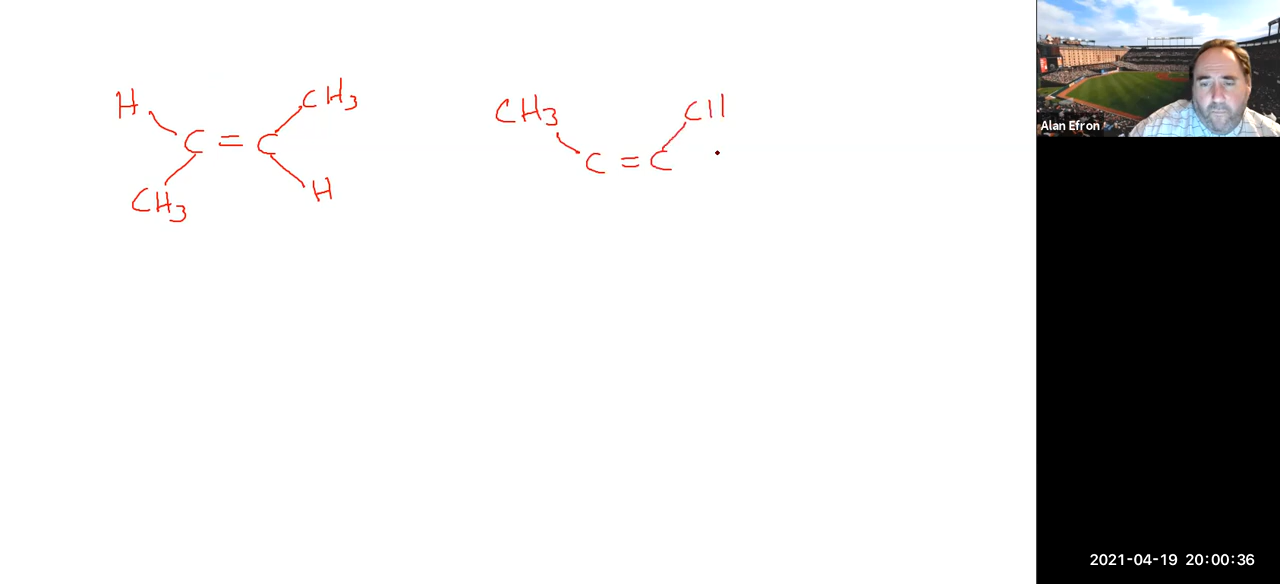 H CH3
C = C
CH3 H
CH3 CH
C = C
Alan Efron
2021-04-19 20:00:36